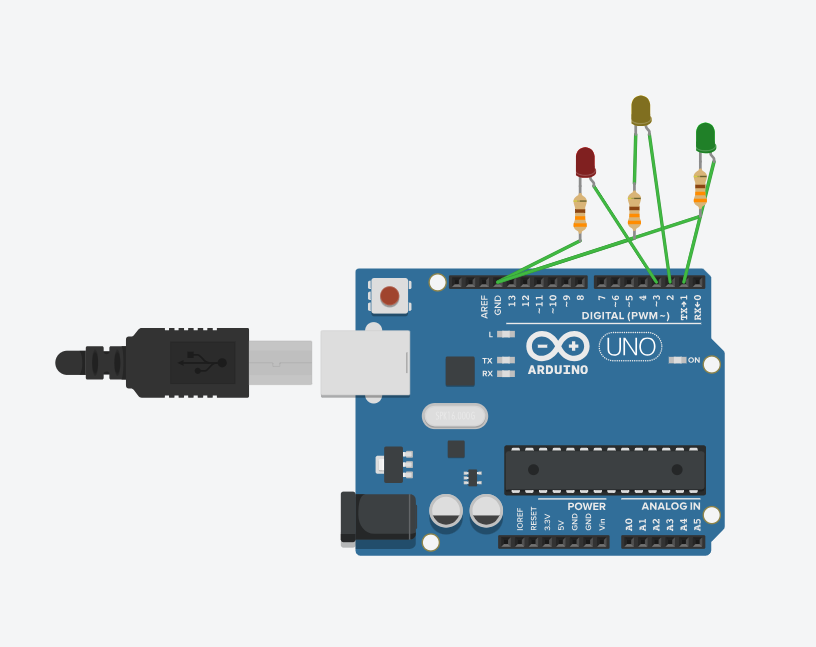 AREF
GND
13
12
~11
~10
~9
8
7
~6
~5
4
~3
2
TX→1
RX←0
DIGITAL (PWM~)
L
TX
RX
ARDUINO
UNO
ON
IOREF
RESET
3.3V
5V
GND
GND
Vin
POWER
ANALOG IN
A0
A1
A2
A3
A4
A5